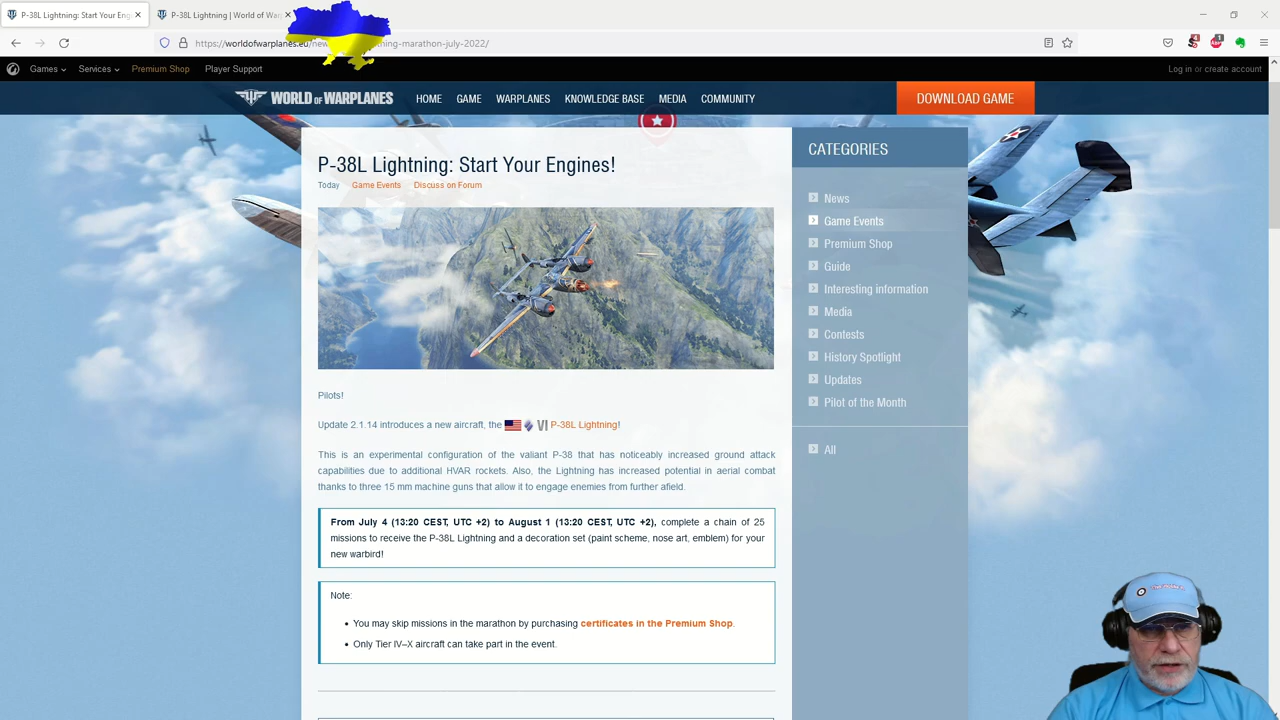 P-38L Lightning: Start Your Eng
P-38L Lightning | World of War
https://worldofwarplanes.eu/new
hting-marathon-july-2022/
Games
Services
Premium Shop
Player Support
Log in or create account
WORLD OF WARPLANES
HOME
GAME
WARPLANES
KNOWLEDGE BASE
MEDIA
COMMUNITY
DOWNLOAD GAME
P-38L Lightning: Start Your Engines!
Today
Game Events
Discuss on Forum
Pilots!
Update 2.1.14 introduces a new aircraft, the VI P-38L Lightning!
This is an experimental configuration of the valiant P-38 that has noticeably increased ground attack
capabilities due to additional HVAR rockets. Also, the Lightning has increased potential in aerial combat
thanks to three 15 mm machine guns that allow it to engage enemies from further afield.
From July 4 (13:20 CEST, UTC +2) to August 1 (13:20 CEST, UTC +2), complete a chain of 25
missions to receive the P-38L Lightning and a decoration set (paint scheme, nose art, emblem) for your
new warbird!
Note:
• You may skip missions in the marathon by purchasing certificates in the Premium Shop.
• Only Tier IV–X aircraft can take part in the event.
CATEGORIES
News
Game Events
Premium Shop
Guide
Interesting information
Media
Contests
History Spotlight
Updates
Pilot of the Month
All